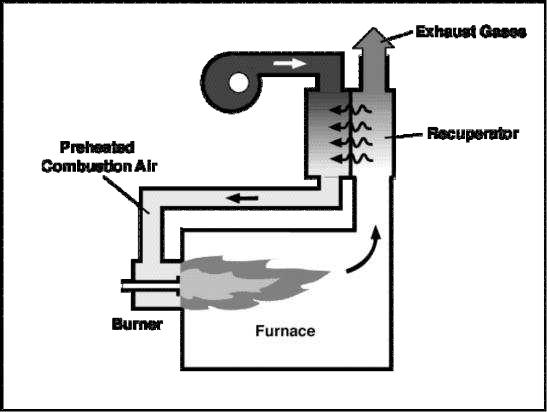 Exhaust Gases
Recuperator
Preheated
Combustion Air
Burner
Furnace